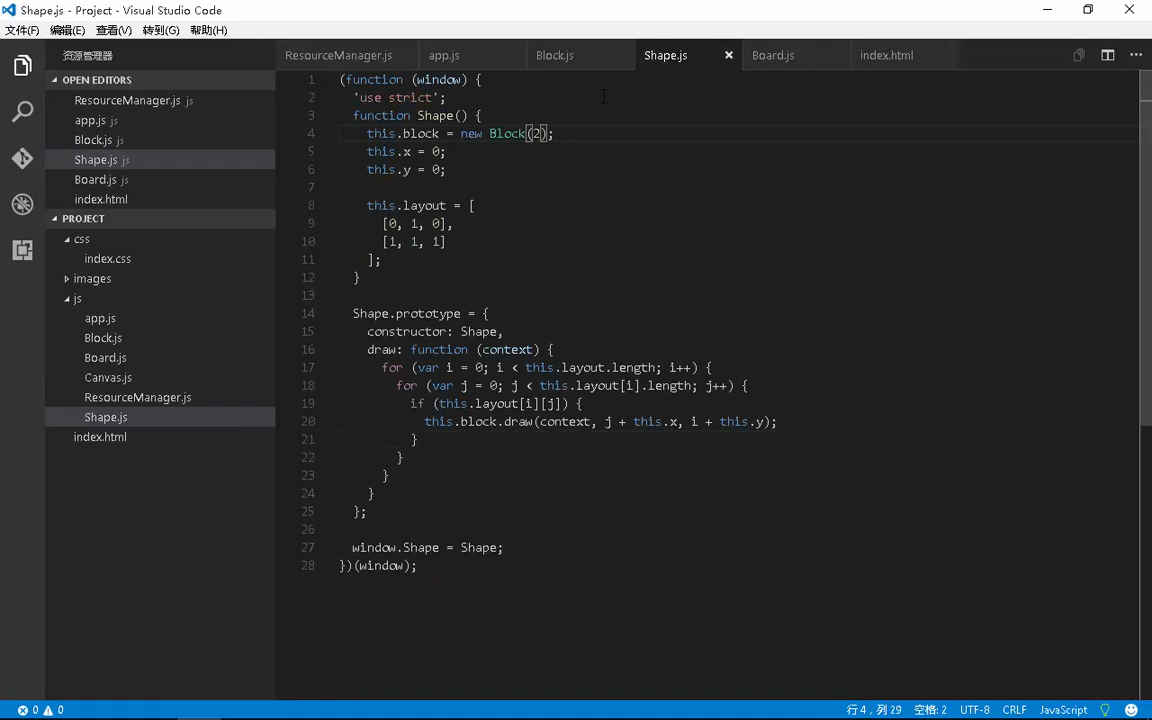 Shape.js - Project - Visual Studio Code
文件(F) 编辑(E) 查看(V) 转到(G) 帮助(H)
资源管理器
ResourceManager.js app.js Block.js Shape.js Board.js index.html
OPEN EDITORS
ResourceManager.js js
app.js js
Block.js js
Shape.js js
Board.js js
index.html
PROJECT
css
index.css
images
js
app.js
Block.js
Board.js
Canvas.js
ResourceManager.js
Shape.js
index.html
1 (function (window) {
2 'use strict';
3 function Shape() {
4 this.block = new Block(2);
5 this.x = 0;
6 this.y = 0;
7
8 this.layout = [
9 [0, 1, 0],
10 [1, 1, 1]
11 ];
12 }
13
14 Shape.prototype = {
15 constructor: Shape,
16 draw: function (context) {
17 for (var i = 0; i < this.layout.length; i++) {
18 for (var j = 0; j < this.layout[i].length; j++) {
19 if (this.layout[i][j]) {
20 this.block.draw(context, j + this.x, i + this.y);
21 }
22 }
23 }
24 }
25 };
26
27 window.Shape = Shape;
28 })(window);
0 0 行 4，列 29 空格: 2 UTF-8 CRLF JavaScript